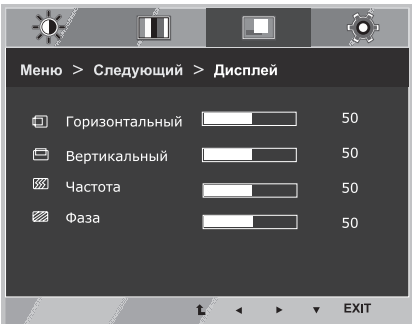 Меню > Следующий > Дисплей
Горизонтальный 50
Вертикальный 50
Частота 50
Фаза 50
EXIT